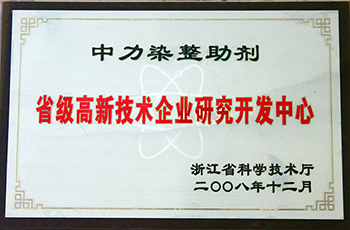 中力染整助剂
省级高新技术企业研究开发中心
浙江省科学技术厅
二〇〇八年十二月